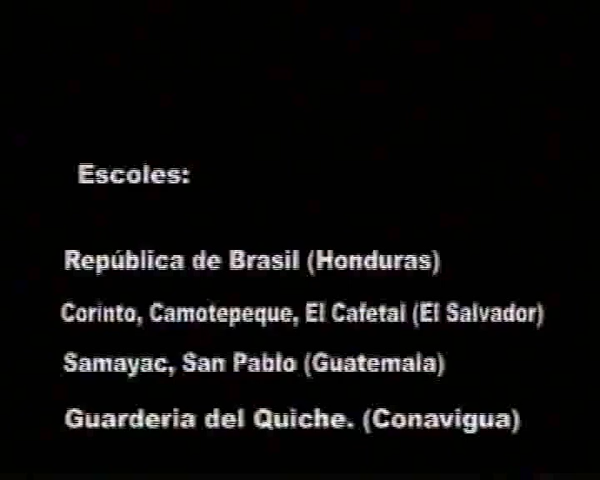 Escoles:
República de Brasil (Honduras)
Corinto, Camotepeque, El Cafetal (El Salvador)
Samayac, San Pablo (Guatemala)
Guarderia del Quiche. (Conavigua)